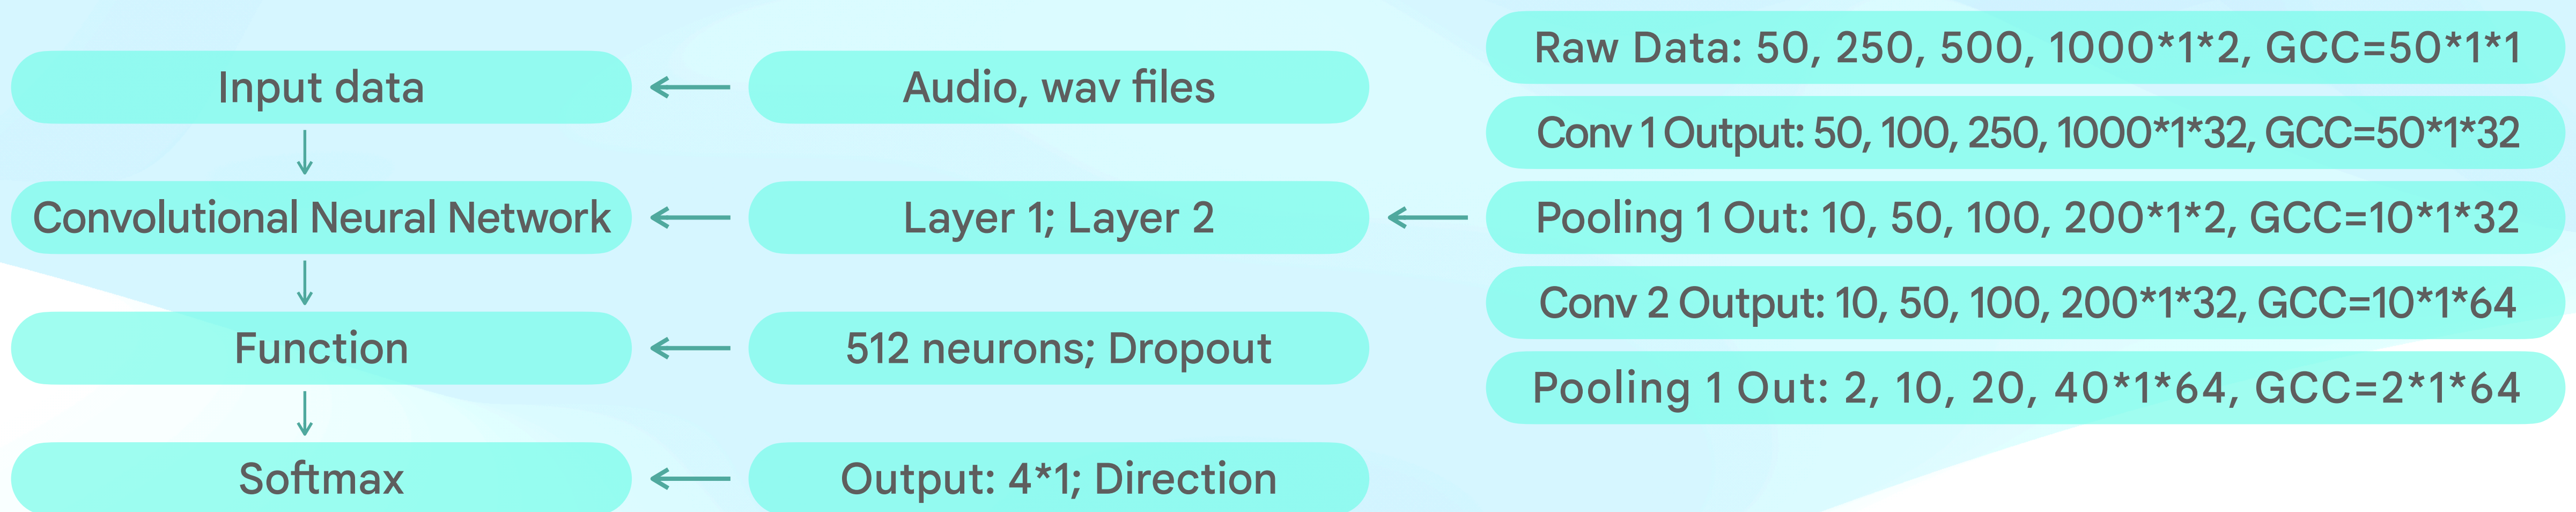 Input data
Audio, wav files
Convolutional Neural Network
Layer 1; Layer 2
Function
512 neurons; Dropout
Softmax
Output: 4*1; Direction
Raw Data: 50, 250, 500, 1000*1*2, GCC=50*1*1
Conv 1 Output: 50, 100, 250, 1000*1*32, GCC=50*1*32
Pooling 1 Out: 10, 50, 100, 200*1*2, GCC=10*1*32
Conv 2 Output: 10, 50, 100, 200*1*32, GCC=10*1*64
Pooling 1 Out: 2, 10, 20, 40*1*64, GCC=2*1*64